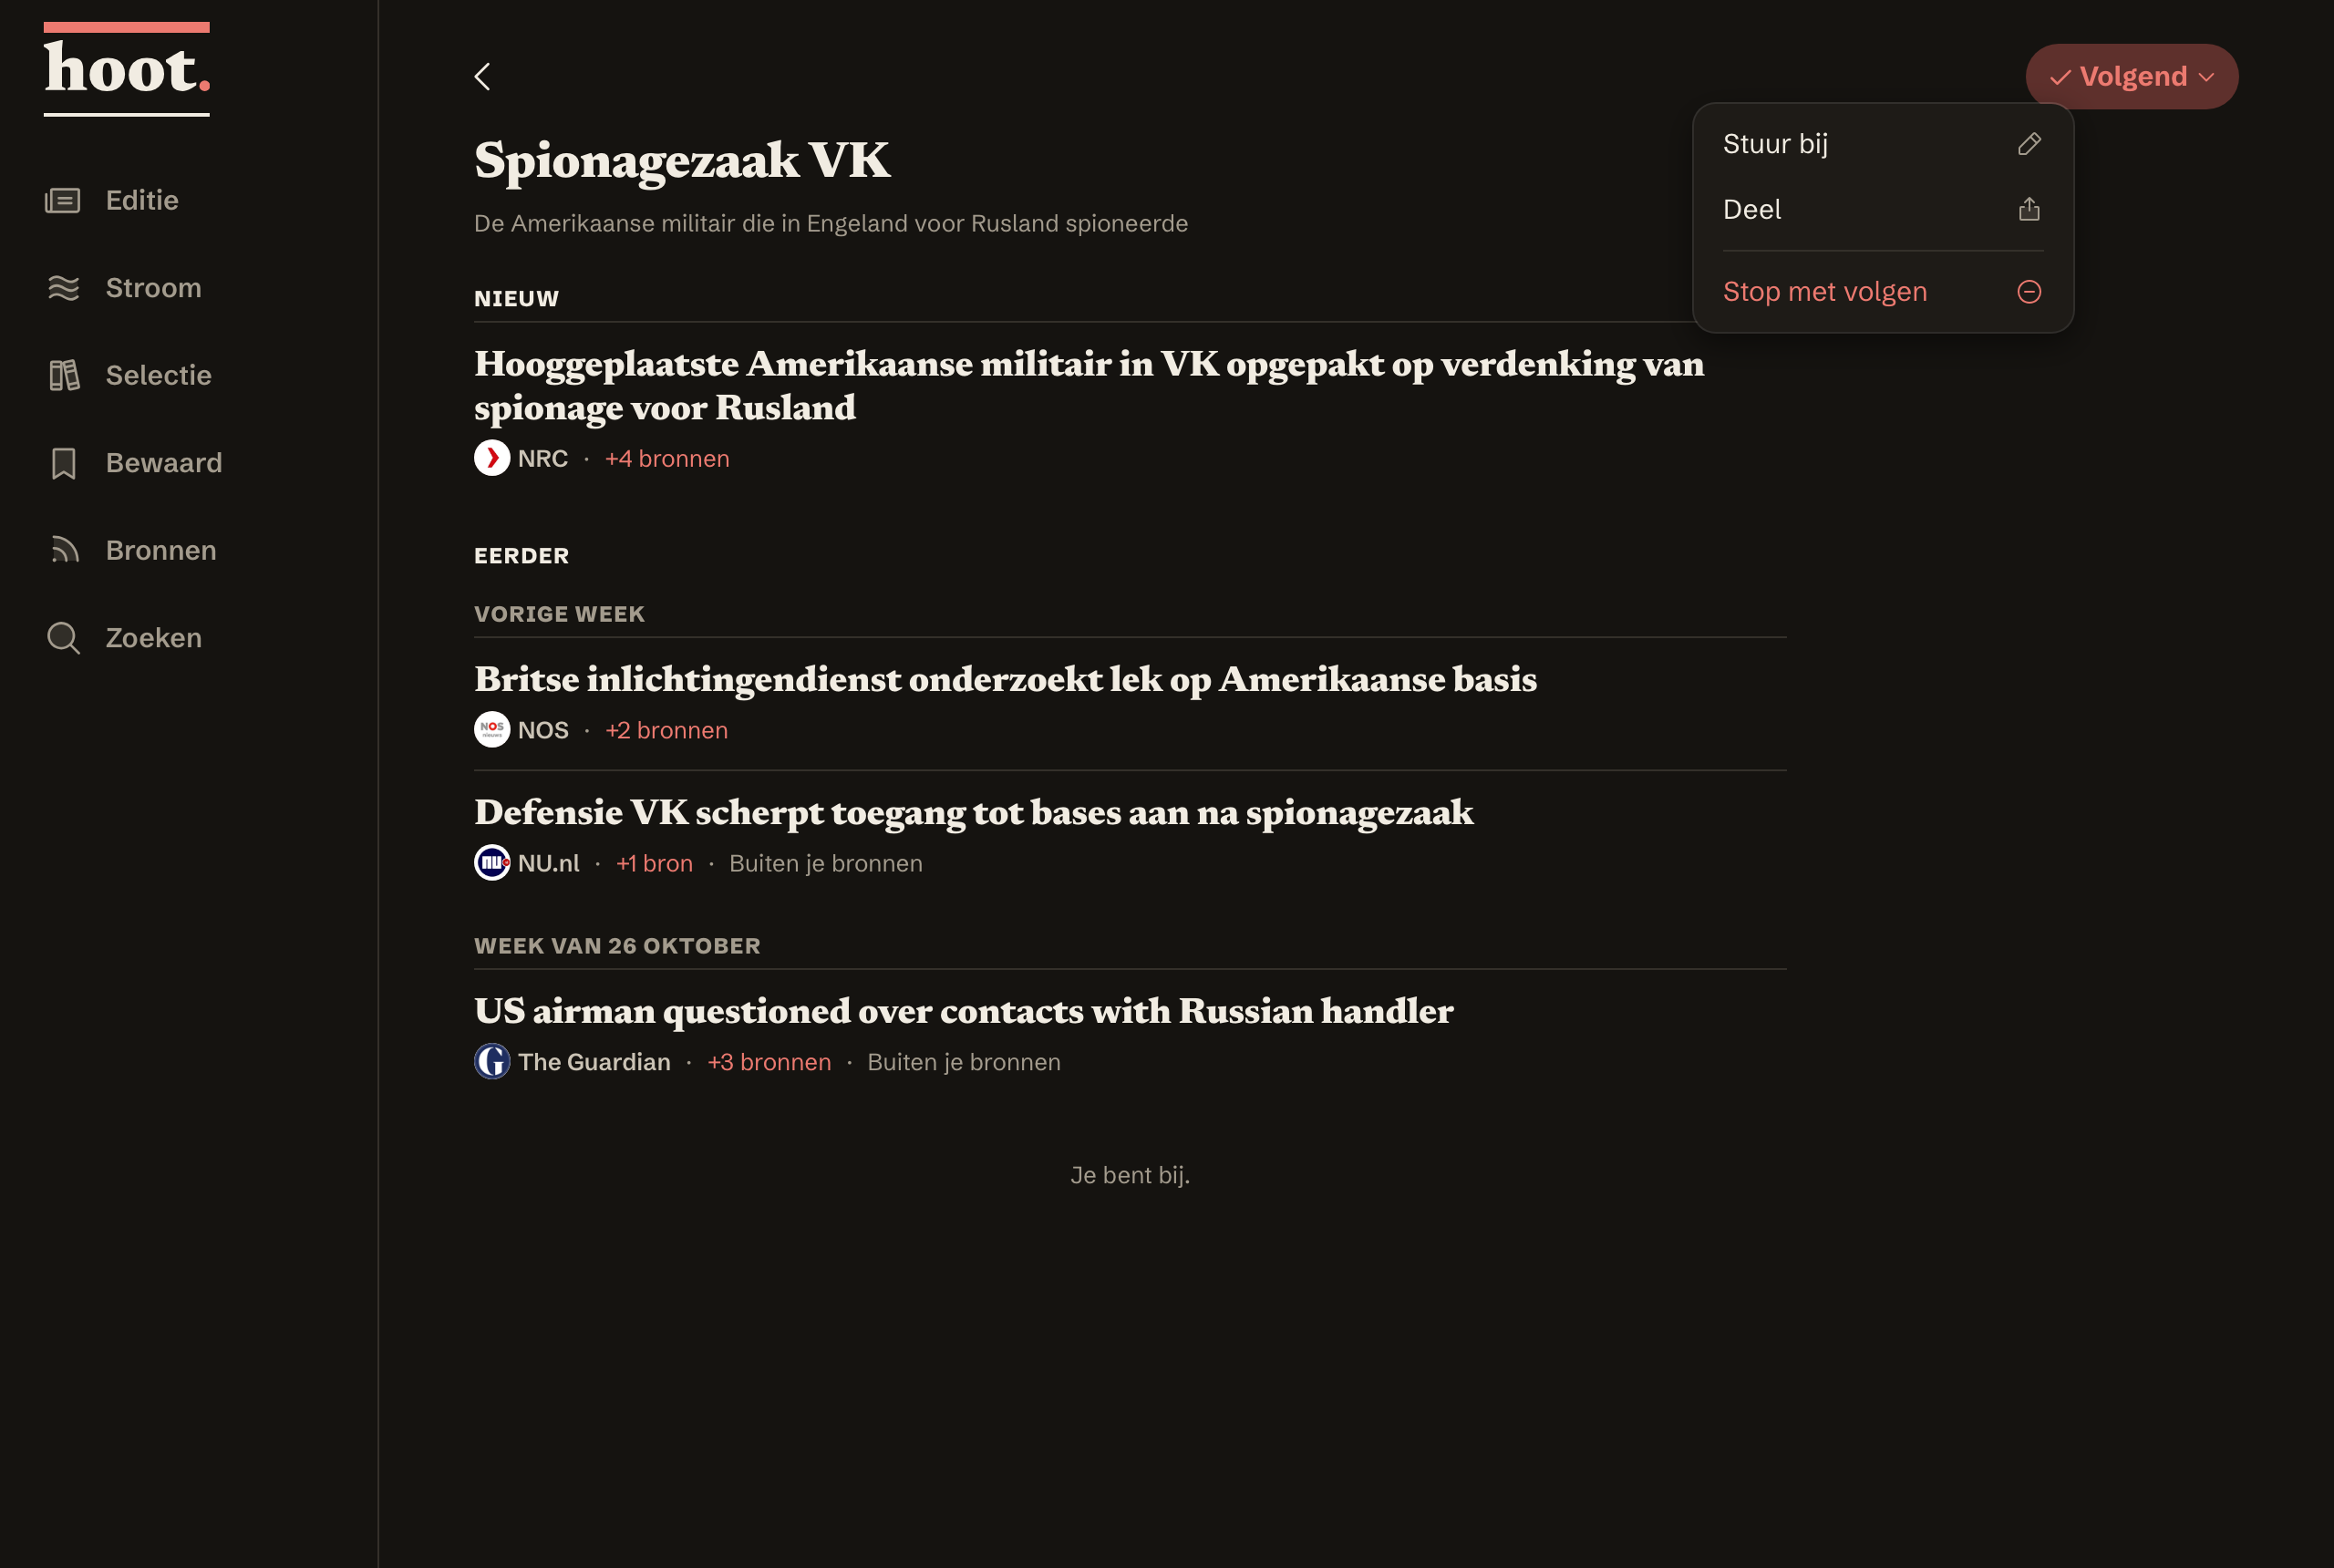 hoot.
Editie
Stroom
Selectie
Bewaard
Bronnen
Zoeken
Volgend
Stuur bij
Deel
Stop met volgen
Spionagezaak VK
De Amerikaanse militair die in Engeland voor Rusland spioneerde
NIEUW
Hooggeplaatste Amerikaanse militair in VK opgepakt op verdenking van
spionage voor Rusland
NRC · +4 bronnen
EERDER
VORIGE WEEK
Britse inlichtingendienst onderzoekt lek op Amerikaanse basis
NOS nieuws NOS · +2 bronnen
Defensie VK scherpt toegang tot bases aan na spionagezaak
nu NU.nl · +1 bron · Buiten je bronnen
WEEK VAN 26 OKTOBER
US airman questioned over contacts with Russian handler
G The Guardian · +3 bronnen · Buiten je bronnen
Je bent bij.